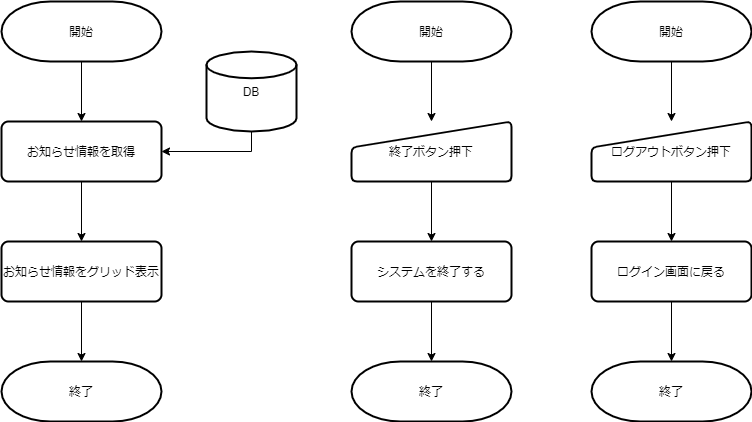 開始
お知らせ情報を取得
DB
お知らせ情報をグリッド表示
終了
開始
終了ボタン押下
システムを終了する
終了
開始
ログアウトボタン押下
ログイン画面に戻る
終了